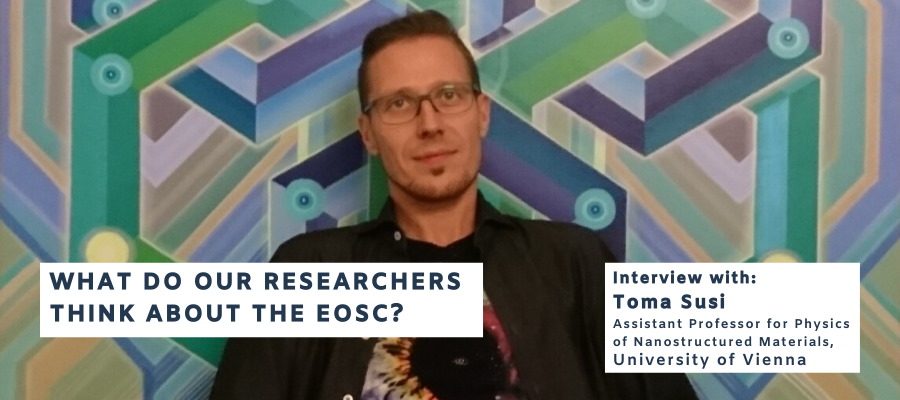 WHAT DO OUR RESEARCHERS
THINK ABOUT THE EOSC?
Interview with:
Toma Susi
Assistant Professor for Physics
of Nanostructured Materials,
University of Vienna